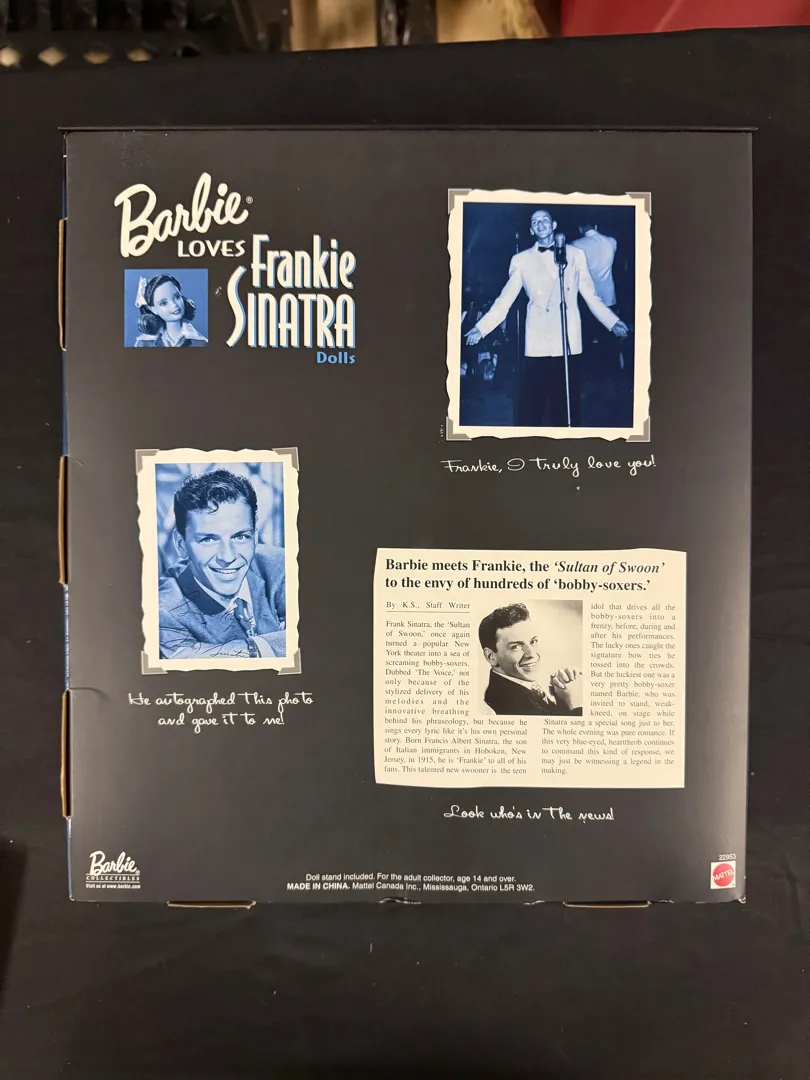 Barbie®
LOVES
Frankie
SINATRA
Dolls
Frankie, I Truly love you!
He autographed This photo
and gave it to me!
Barbie meets Frankie, the ‘Sultan of Swoon’
to the envy of hundreds of ‘bobby-soxers.’
By K.S., Staff Writer
Frank Sinatra, the ‘Sultan
of Swoon,’ once again
turned a popular New
York theater into a sea of
screaming bobby-soxers.
Dubbed ‘The Voice,’ not
only because of the
stylized delivery of his
melodies and the
innovative breathing
behind his phraseology, but because he
sings every lyric like it's his own personal
story. Born Francis Albert Sinatra, the son
of Italian immigrants in Hoboken, New
Jersey, in 1915, he is ‘Frankie’ to all of his
fans. This talented new swooner is the teen
idol that drives all the
bobby-soxers into a
frenzy, before, during and
after his performances.
The lucky ones caught the
signature bow ties he
tossed into the crowds.
But the luckiest one was a
very pretty bobby-soxer
named Barbie, who was
invited to stand, weak-
kneed, on stage while
Sinatra sang a special song just to her.
The whole evening was pure romance. If
this very blue-eyed, heartthrob continues
to command this kind of response, we
may just be witnessing a legend in the
making.
Look who's in The news!
Barbie®
COLLECTIBLES
Visit us at www.barbie.com
Doll stand included. For the adult collector, age 14 and over.
MADE IN CHINA. Mattel Canada Inc., Mississauga, Ontario L5R 3W2.
22953
MATTEL